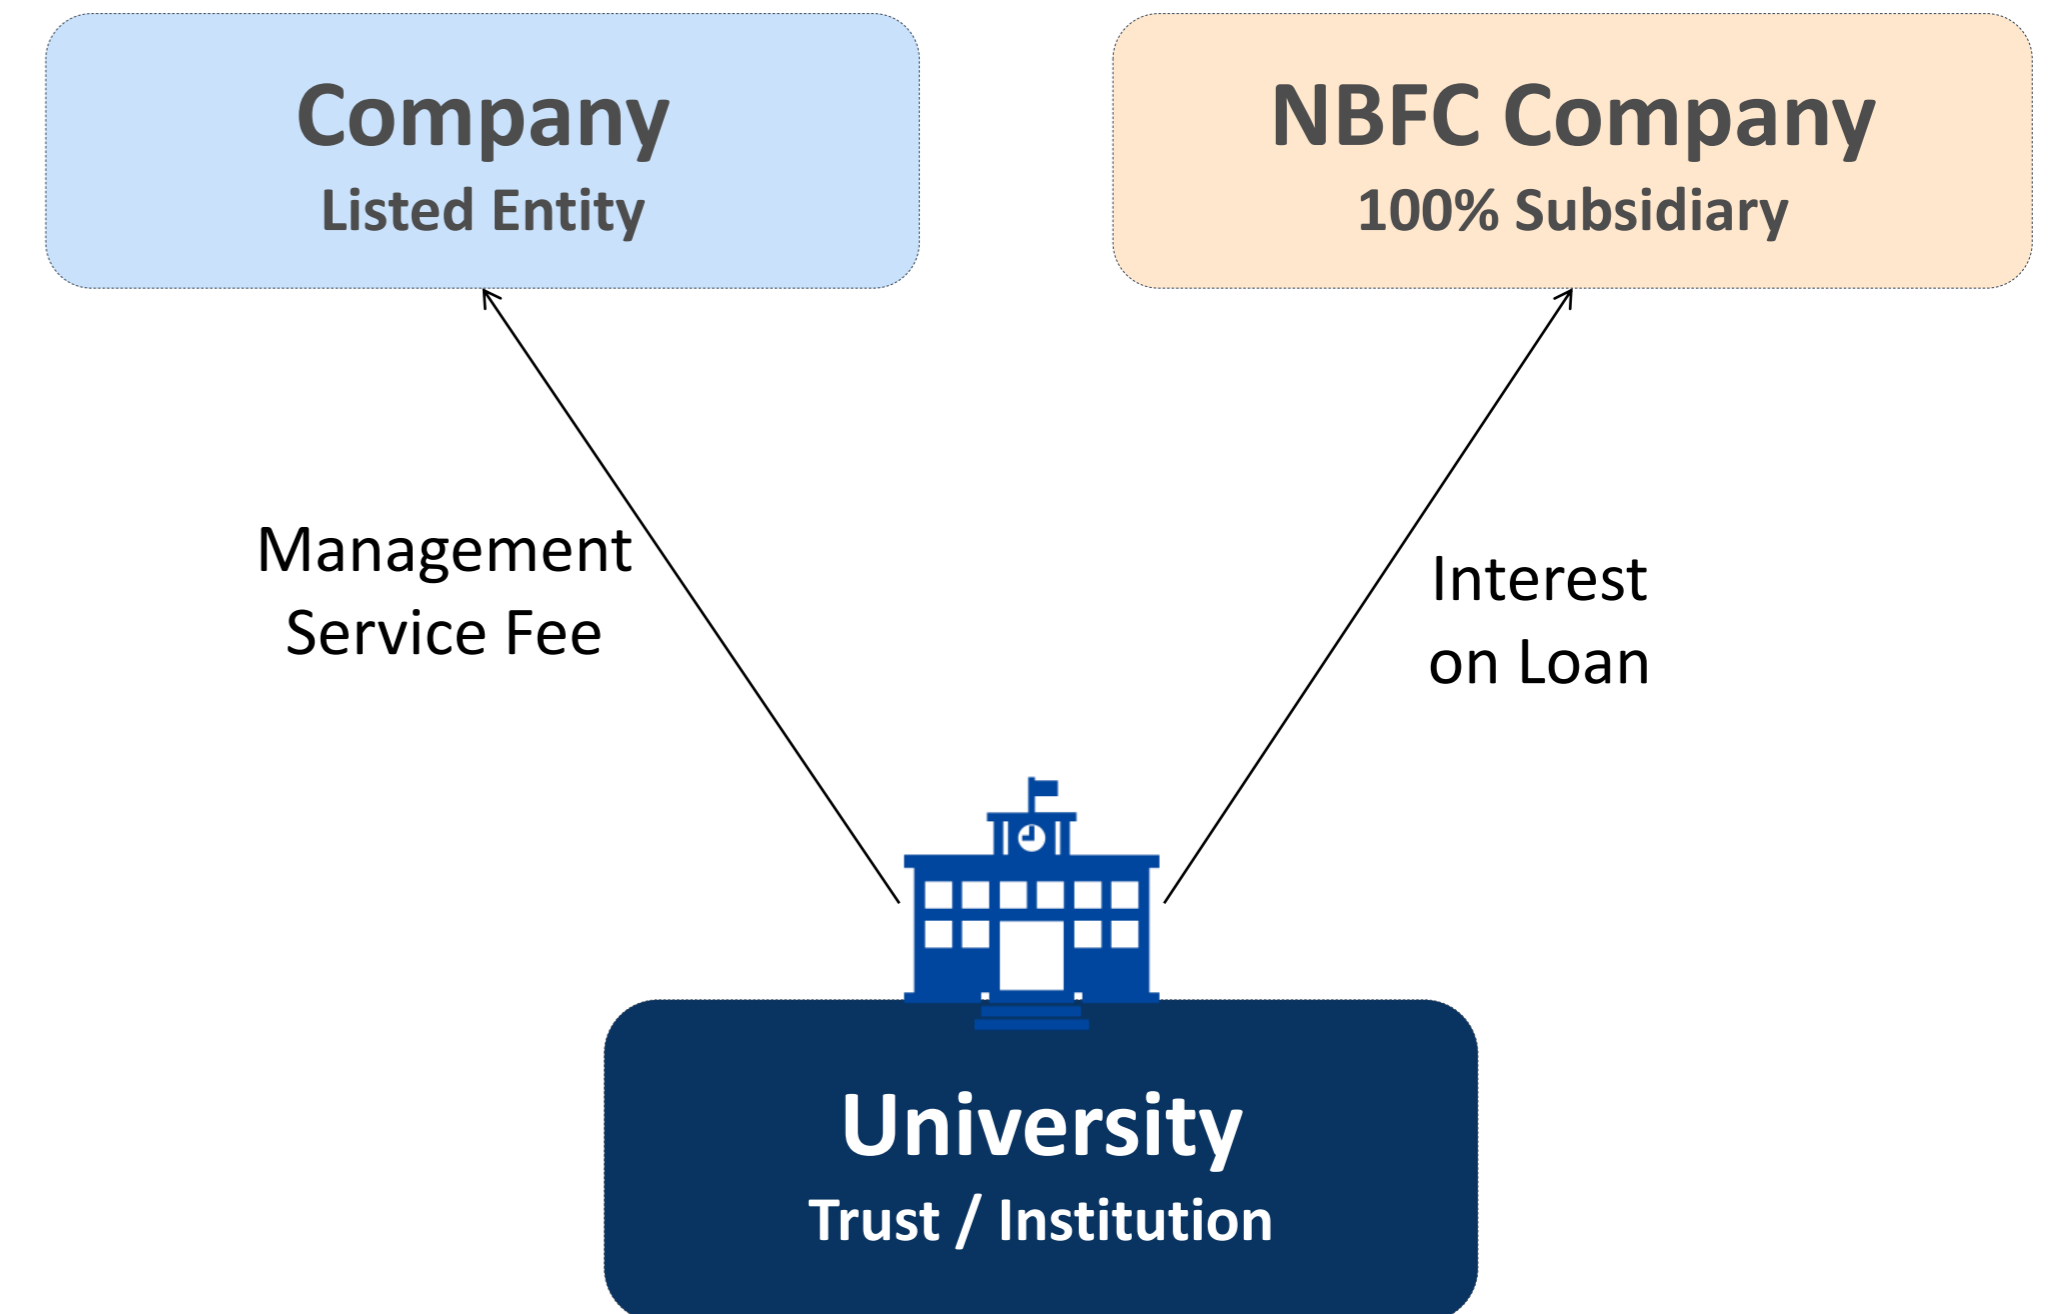 Company
Listed Entity
NBFC Company
100% Subsidiary
Management
Service Fee
Interest
on Loan
University
Trust / Institution